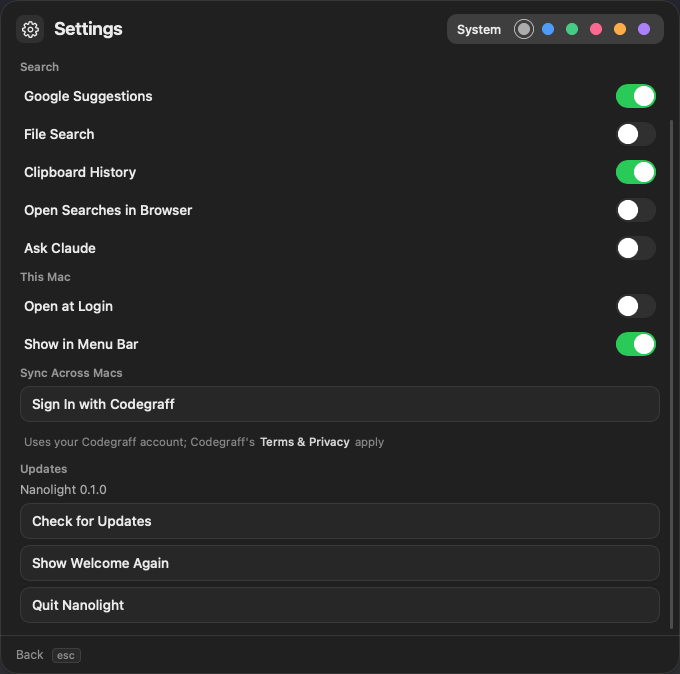 Settings
System
Search
Google Suggestions
File Search
Clipboard History
Open Searches in Browser
Ask Claude
This Mac
Open at Login
Show in Menu Bar
Sync Across Macs
Sign In with Codegraff
Uses your Codegraff account; Codegraff's Terms & Privacy apply
Updates
Nanolight 0.1.0
Check for Updates
Show Welcome Again
Quit Nanolight
Back esc